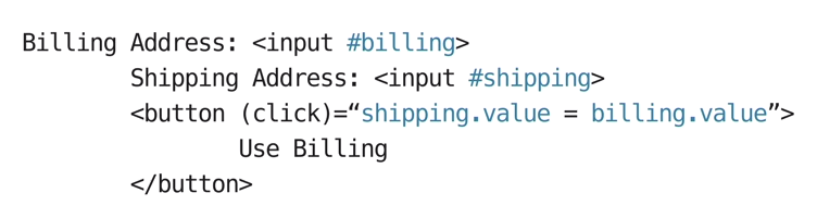 Billing Address: <input #billing>
Shipping Address: <input #shipping>
<button (click)=“shipping.value = billing.value”>
Use Billing
</button>